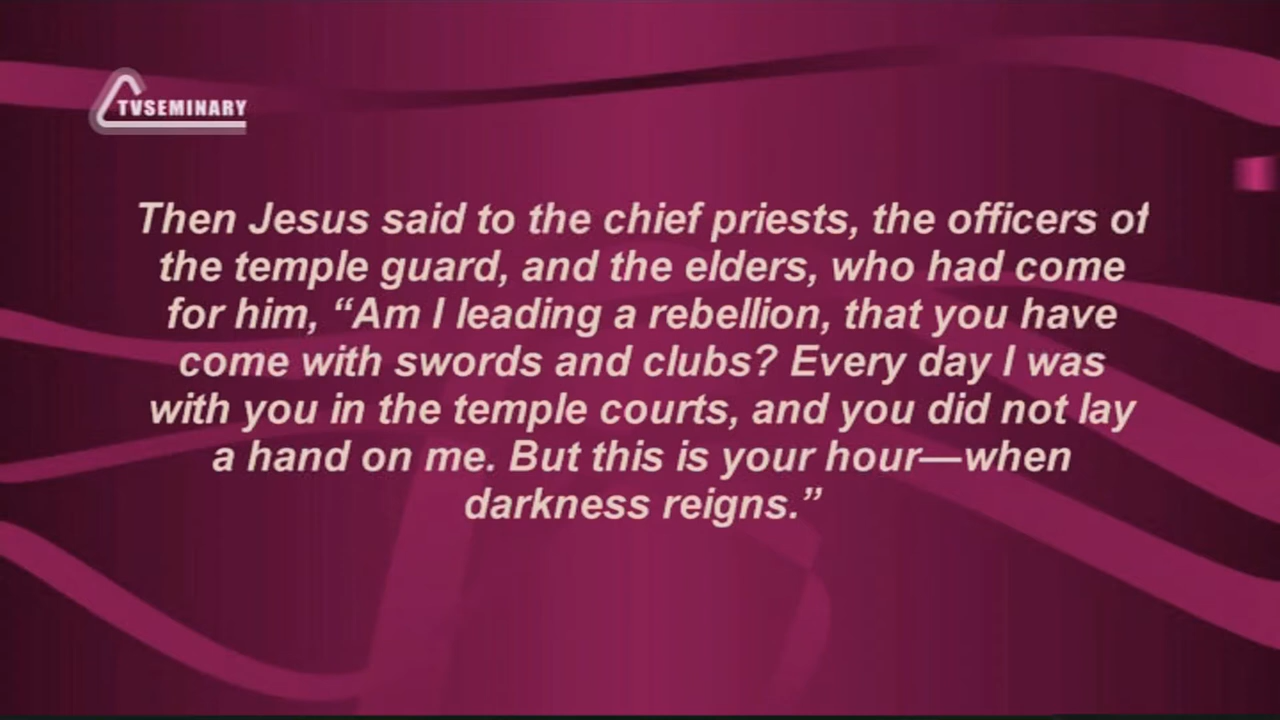 TVSEMINARY
Then Jesus said to the chief priests, the officers of
the temple guard, and the elders, who had come
for him, “Am I leading a rebellion, that you have
come with swords and clubs? Every day I was
with you in the temple courts, and you did not lay
a hand on me. But this is your hour—when
darkness reigns.”